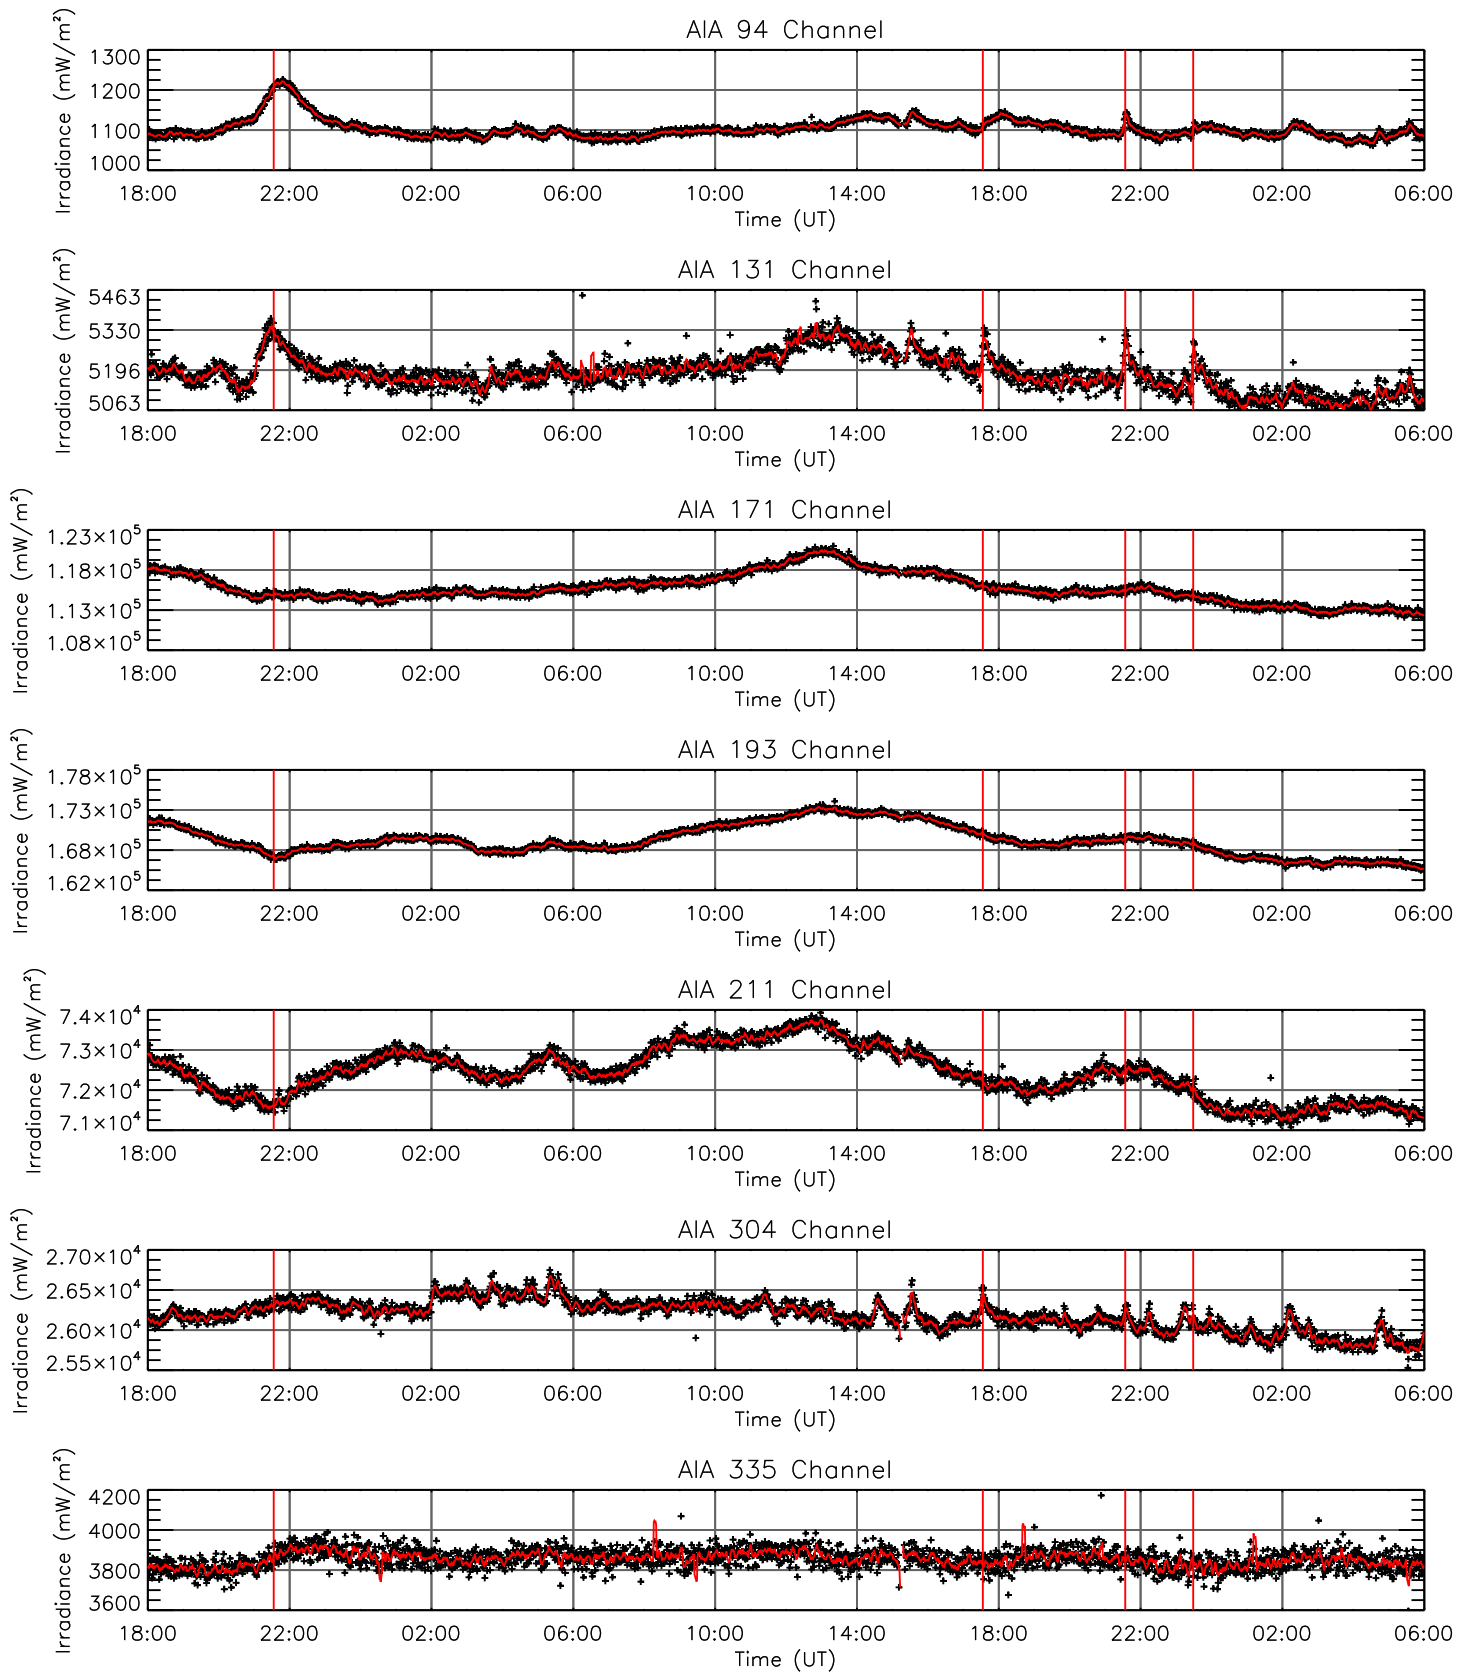 AIA 94 Channel
Irradiance (mW/m²)
1300
1200
1100
1000
18:00 22:00 02:00 06:00 10:00 14:00 18:00 22:00 02:00 06:00
Time (UT)
AIA 131 Channel
Irradiance (mW/m²)
5463
5330
5196
5063
18:00 22:00 02:00 06:00 10:00 14:00 18:00 22:00 02:00 06:00
Time (UT)
AIA 171 Channel
Irradiance (mW/m²)
1.23×10⁵
1.18×10⁵
1.13×10⁵
1.08×10⁵
18:00 22:00 02:00 06:00 10:00 14:00 18:00 22:00 02:00 06:00
Time (UT)
AIA 193 Channel
Irradiance (mW/m²)
1.78×10⁵
1.73×10⁵
1.68×10⁵
1.62×10⁵
18:00 22:00 02:00 06:00 10:00 14:00 18:00 22:00 02:00 06:00
Time (UT)
AIA 211 Channel
Irradiance (mW/m²)
7.4×10⁴
7.3×10⁴
7.2×10⁴
7.1×10⁴
18:00 22:00 02:00 06:00 10:00 14:00 18:00 22:00 02:00 06:00
Time (UT)
AIA 304 Channel
Irradiance (mW/m²)
2.70×10⁴
2.65×10⁴
2.60×10⁴
2.55×10⁴
18:00 22:00 02:00 06:00 10:00 14:00 18:00 22:00 02:00 06:00
Time (UT)
AIA 335 Channel
Irradiance (mW/m²)
4200
4000
3800
3600
18:00 22:00 02:00 06:00 10:00 14:00 18:00 22:00 02:00 06:00
Time (UT)